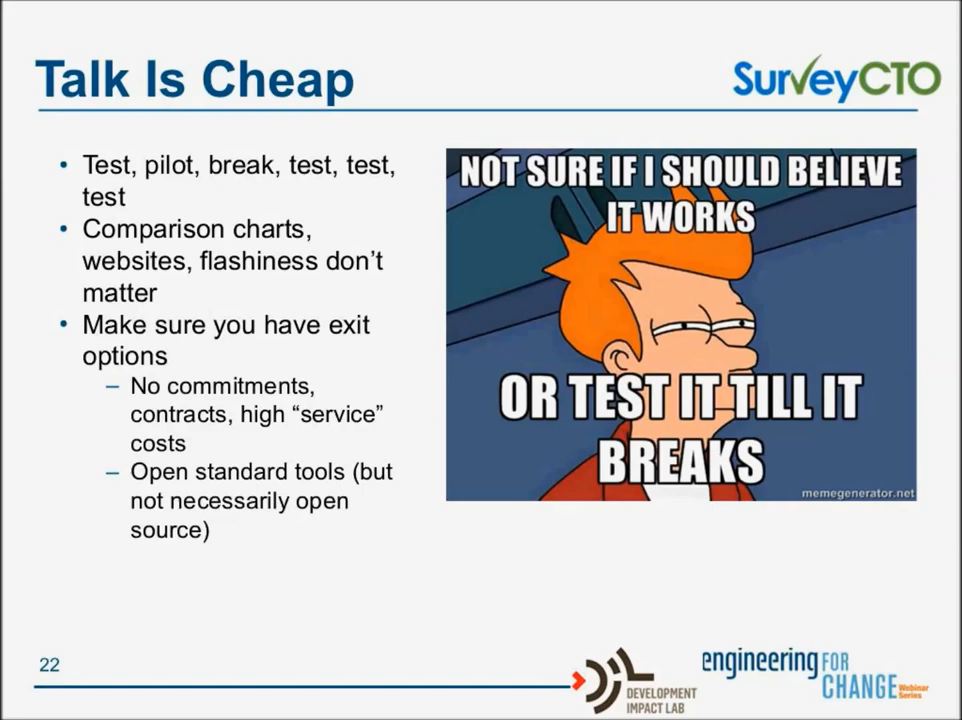 Talk Is Cheap
SurveyCTO
• Test, pilot, break, test, test,
test
• Comparison charts,
websites, flashiness don’t
matter
• Make sure you have exit
options
– No commitments,
contracts, high “service”
costs
– Open standard tools (but
not necessarily open
source)
NOT SURE IF I SHOULD BELIEVE
IT WORKS
OR TEST IT TILL IT
BREAKS
memegenerator.net
22
DIL
DEVELOPMENT
IMPACT LAB
engineering FOR
CHANGE Webinar
Series